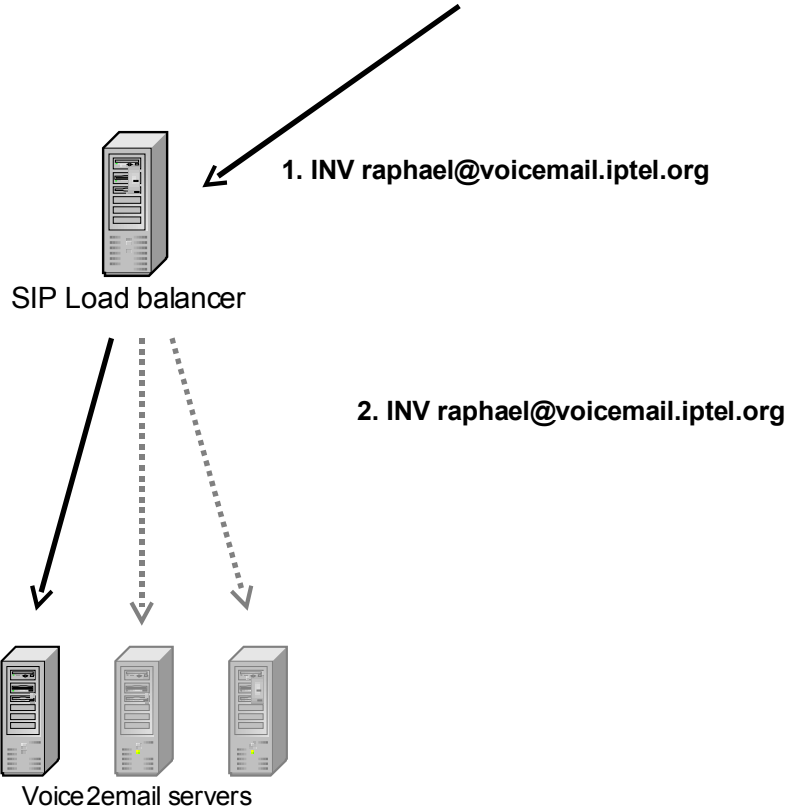 1. INV raphael@voicemail.iptel.org
SIP Load balancer
2. INV raphael@voicemail.iptel.org
Voice2email servers